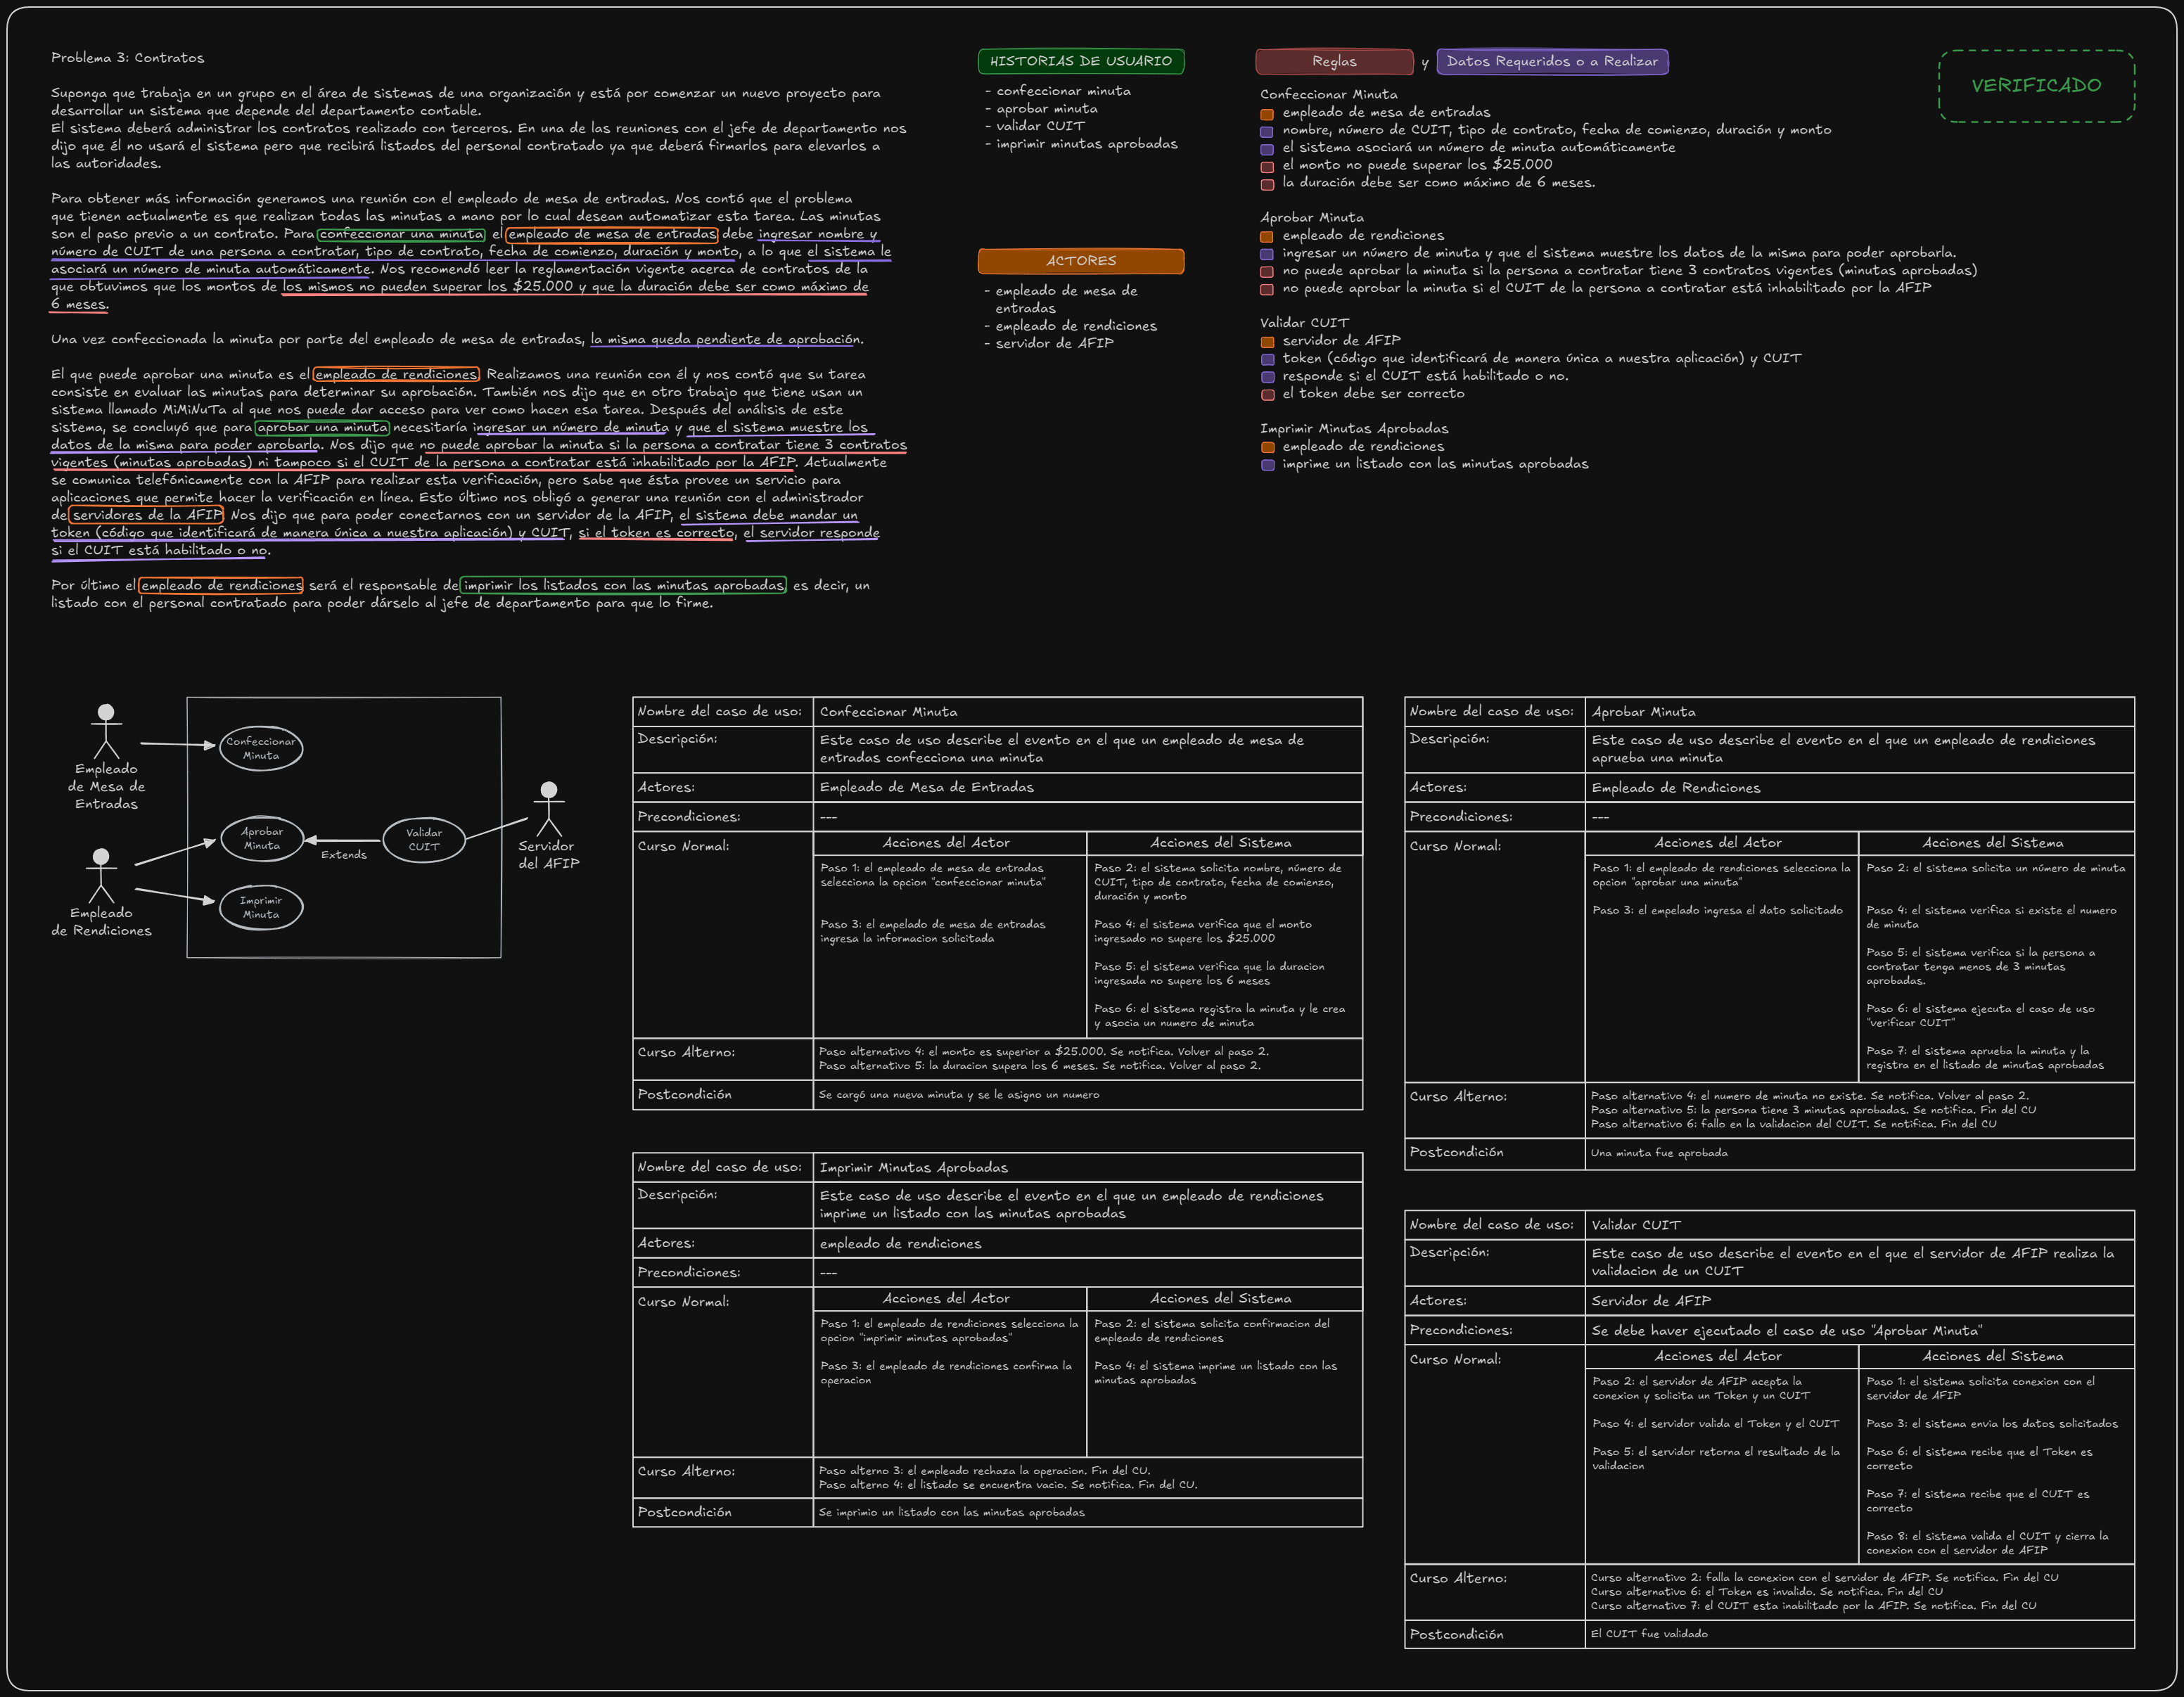 Problema 3: Contratos
Suponga que trabaja en un grupo en el área de sistemas de una organización y está por comenzar un nuevo proyecto para
desarrollar un sistema que depende del departamento contable.
El sistema deberá administrar los contratos realizado con terceros. En una de las reuniones con el jefe de departamento nos
dijo que él no usará el sistema pero que recibirá listados del personal contratado ya que deberá firmarlos para elevarlos a
las autoridades.
Para obtener más información generamos una reunión con el empleado de mesa de entradas. Nos contó que el problema
que tienen actualmente es que realizan todas las minutas a mano por lo cual desean automatizar esta tarea. Las minutas
son el paso previo a un contrato. Para confeccionar una minuta el empleado de mesa de entradas debe ingresar nombre y
número de CUIT de una persona a contratar, tipo de contrato, fecha de comienzo, duración y monto, a lo que el sistema le
asociará un número de minuta automáticamente. Nos recomendó leer la reglamentación vigente acerca de contratos de la
que obtuvimos que los montos de los mismos no pueden superar los $25.000 y que la duración debe ser como máximo de
6 meses.
Una vez confeccionada la minuta por parte del empleado de mesa de entradas, la misma queda pendiente de aprobación.
El que puede aprobar una minuta es el empleado de rendiciones. Realizamos una reunión con él y nos contó que su tarea
consiste en evaluar las minutas para determinar su aprobación. También nos dijo que en otro trabajo que tiene usan un
sistema llamado MiMiNuTa al que nos puede dar acceso para ver como hacen esa tarea. Después del análisis de este
sistema, se concluyó que para aprobar una minuta necesitaría ingresar un número de minuta y que el sistema muestre los
datos de la misma para poder aprobarla. Nos dijo que no puede aprobar la minuta si la persona a contratar tiene 3 contratos
vigentes (minutas aprobadas) ni tampoco si el CUIT de la persona a contratar está inhabilitado por la AFIP. Actualmente
se comunica telefónicamente con la AFIP para realizar esta verificación, pero sabe que ésta provee un servicio para
aplicaciones que permite hacer la verificación en línea. Esto último nos obligó a generar una reunión con el administrador
de servidores de la AFIP. Nos dijo que para poder conectarnos con un servidor de la AFIP, el sistema debe mandar un
token (código que identificará de manera única a nuestra aplicación) y CUIT, si el token es correcto, el servidor responde
si el CUIT está habilitado o no.
Por último el empleado de rendiciones será el responsable de imprimir los listados con las minutas aprobadas, es decir, un
listado con el personal contratado para poder dárselo al jefe de departamento para que lo firme.
HISTORIAS DE USUARIO
- confeccionar minuta
- aprobar minuta
- validar CUIT
- imprimir minutas aprobadas
ACTORES
- empleado de mesa de
entradas
- empleado de rendiciones
- servidor de AFIP
Reglas y Datos Requeridos o a Realizar
Confeccionar Minuta
empleado de mesa de entradas
nombre, número de CUIT, tipo de contrato, fecha de comienzo, duración y monto
el sistema asociará un número de minuta automáticamente
el monto no puede superar los $25.000
la duración debe ser como máximo de 6 meses.
Aprobar Minuta
empleado de rendiciones
ingresar un número de minuta y que el sistema muestre los datos de la misma para poder aprobarla.
no puede aprobar la minuta si la persona a contratar tiene 3 contratos vigentes (minutas aprobadas)
no puede aprobar la minuta si el CUIT de la persona a contratar está inhabilitado por la AFIP
Validar CUIT
servidor de AFIP
token (código que identificará de manera única a nuestra aplicación) y CUIT
responde si el CUIT está habilitado o no.
el token debe ser correcto
Imprimir Minutas Aprobadas
empleado de rendiciones
imprime un listado con las minutas aprobadas
VERIFICADO
Empleado
de Mesa de
Entradas
Empleado
de Rendiciones
Confeccionar
Minuta
Aprobar
Minuta
Imprimir
Minuta
Extends
Validar
CUIT
Servidor
del AFIP
Nombre del caso de uso: Confeccionar Minuta
Descripción: Este caso de uso describe el evento en el que un empleado de mesa de
entradas confecciona una minuta
Actores: Empleado de Mesa de Entradas
Precondiciones: ---
Curso Normal: Acciones del Actor Acciones del Sistema
Paso 1: el empleado de mesa de entradas
selecciona la opcion "confeccionar minuta"
Paso 3: el empelado de mesa de entradas
ingresa la informacion solicitada
Paso 2: el sistema solicita nombre, número de
CUIT, tipo de contrato, fecha de comienzo,
duración y monto
Paso 4: el sistema verifica que el monto
ingresado no supere los $25.000
Paso 5: el sistema verifica que la duracion
ingresada no supere los 6 meses
Paso 6: el sistema registra la minuta y le crea
y asocia un numero de minuta
Curso Alterno: Paso alternativo 4: el monto es superior a $25.000. Se notifica. Volver al paso 2.
Paso alternativo 5: la duracion supera los 6 meses. Se notifica. Volver al paso 2.
Postcondición Se cargó una nueva minuta y se le asigno un numero
Nombre del caso de uso: Imprimir Minutas Aprobadas
Descripción: Este caso de uso describe el evento en el que un empleado de rendiciones
imprime un listado con las minutas aprobadas
Actores: empleado de rendiciones
Precondiciones: ---
Curso Normal: Acciones del Actor Acciones del Sistema
Paso 1: el empleado de rendiciones selecciona la
opcion "imprimir minutas aprobadas"
Paso 3: el empleado de rendiciones confirma la
operacion
Paso 2: el sistema solicita confirmacion del
empleado de rendiciones
Paso 4: el sistema imprime un listado con las
minutas aprobadas
Curso Alterno: Paso alterno 3: el empleado rechaza la operacion. Fin del CU.
Paso alterno 4: el listado se encuentra vacio. Se notifica. Fin del CU.
Postcondición Se imprimio un listado con las minutas aprobadas
Nombre del caso de uso: Aprobar Minuta
Descripción: Este caso de uso describe el evento en el que un empleado de rendiciones
aprueba una minuta
Actores: Empleado de Rendiciones
Precondiciones: ---
Curso Normal: Acciones del Actor Acciones del Sistema
Paso 1: el empleado de rendiciones selecciona la
opcion "aprobar una minuta"
Paso 3: el empelado ingresa el dato solicitado
Paso 2: el sistema solicita un número de minuta
Paso 4: el sistema verifica si existe el numero
de minuta
Paso 5: el sistema verifica si la persona a
contratar tenga menos de 3 minutas
aprobadas.
Paso 6: el sistema ejecuta el caso de uso
"verificar CUIT"
Paso 7: el sistema aprueba la minuta y la
registra en el listado de minutas aprobadas
Curso Alterno: Paso alternativo 4: el numero de minuta no existe. Se notifica. Volver al paso 2.
Paso alternativo 5: la persona tiene 3 minutas aprobadas. Se notifica. Fin del CU
Paso alternativo 6: fallo en la validacion del CUIT. Se notifica. Fin del CU
Postcondición Una minuta fue aprobada
Nombre del caso de uso: Validar CUIT
Descripción: Este caso de uso describe el evento en el que el servidor de AFIP realiza la
validacion de un CUIT
Actores: Servidor de AFIP
Precondiciones: Se debe haver ejecutado el caso de uso "Aprobar Minuta"
Curso Normal: Acciones del Actor Acciones del Sistema
Paso 2: el servidor de AFIP acepta la
conexion y solicita un Token y un CUIT
Paso 4: el servidor valida el Token y el CUIT
Paso 5: el servidor retorna el resultado de la
validacion
Paso 1: el sistema solicita conexion con el
servidor de AFIP
Paso 3: el sistema envia los datos solicitados
Paso 6: el sistema recibe que el Token es
correcto
Paso 7: el sistema recibe que el CUIT es
correcto
Paso 8: el sistema valida el CUIT y cierra la
conexion con el servidor de AFIP
Curso Alterno: Curso alternativo 2: falla la conexion con el servidor de AFIP. Se notifica. Fin del CU
Curso alternativo 6: el Token es invalido. Se notifica. Fin del CU
Curso alternativo 7: el CUIT esta inabilitado por la AFIP. Se notifica. Fin del CU
Postcondición El CUIT fue validado